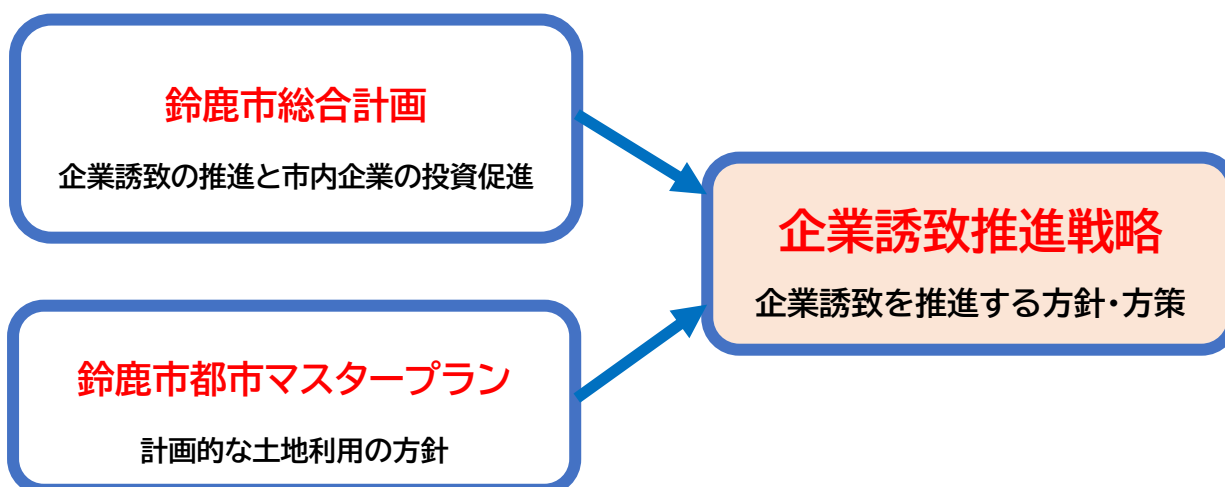 鈴鹿市総合計画
企業誘致の推進と市内企業の投資促進
企業誘致推進戦略
企業誘致を推進する方針・方策
鈴鹿市都市マスタープラン
計画的な土地利用の方針